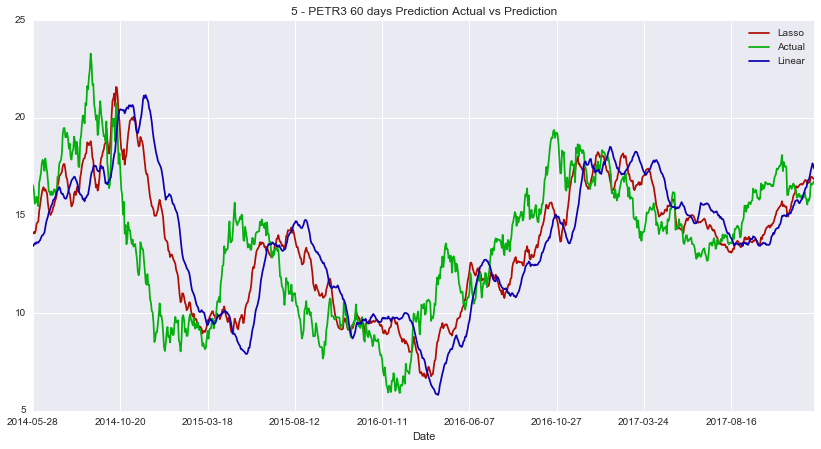 5 - PETR3 60 days Prediction Actual vs Prediction
25
20
15
10
5
Lasso
Actual
Linear
2014-05-28 2014-10-20 2015-03-18 2015-08-12 2016-01-11 2016-06-07 2016-10-27 2017-03-24 2017-08-16
Date